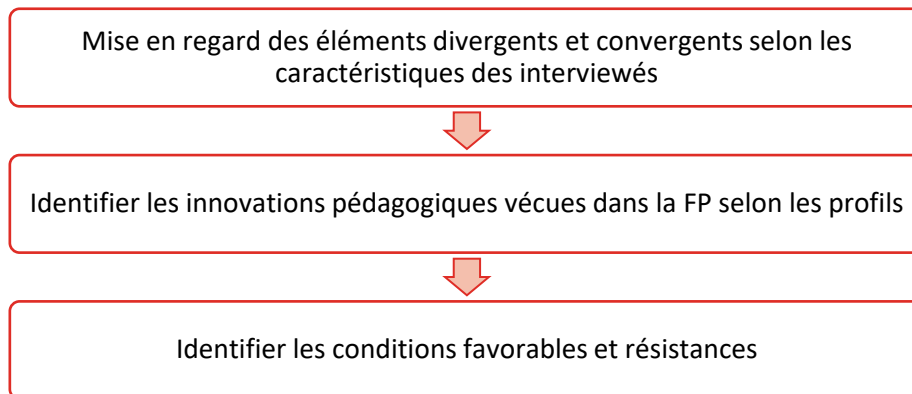 Mise en regard des éléments divergents et convergents selon les
caractéristiques des interviewés
Identifier les innovations pédagogiques vécues dans la FP selon les profils
Identifier les conditions favorables et résistances